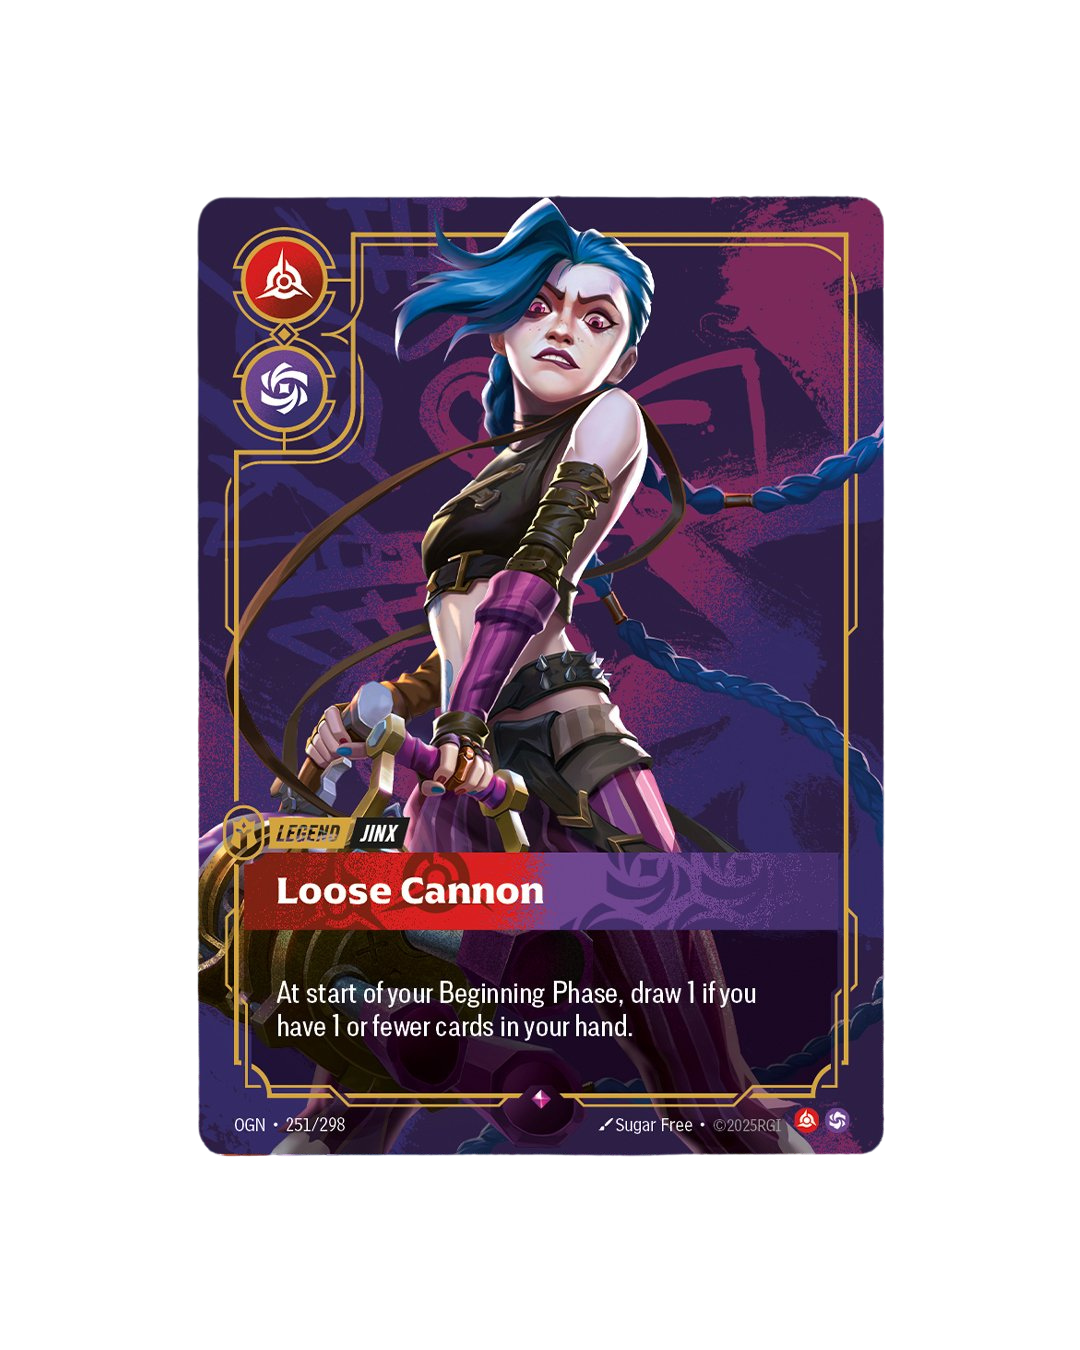 LEGEND JINX
Loose Cannon
At start of your Beginning Phase, draw 1 if you
have 1 or fewer cards in your hand.
OGN • 251/298
Sugar Free • ©2025RGI